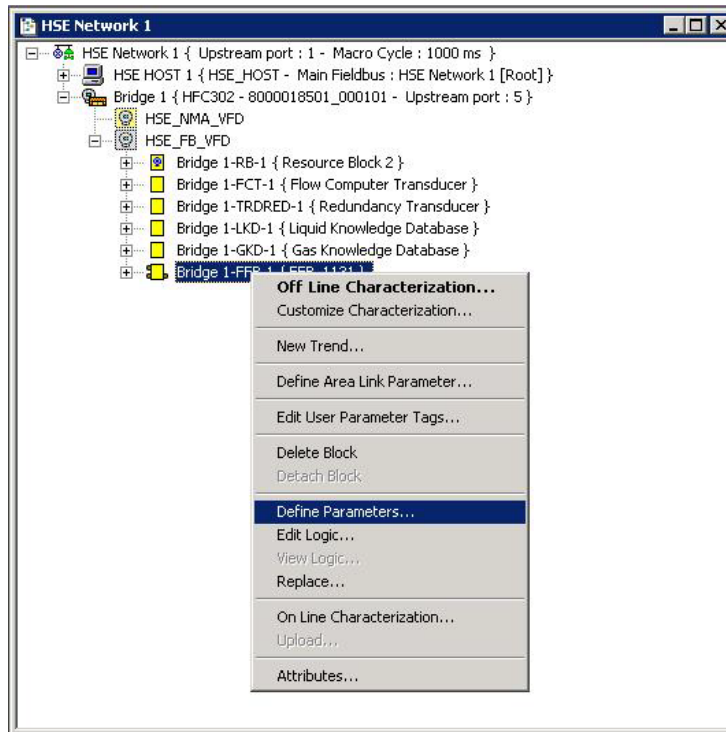 HSE Network 1
HSE Network 1 { Upstream port : 1 - Macro Cycle : 1000 ms }
HSE HOST 1 { HSE_HOST - Main Fieldbus : HSE Network 1 [Root] }
Bridge 1 { HFC302 - 8000018501_000101 - Upstream port : 5 }
HSE_NMA_VFD
HSE_FB_VFD
Bridge 1-RB-1 { Resource Block 2 }
Bridge 1-FCT-1 { Flow Computer Transducer }
Bridge 1-TRDRED-1 { Redundancy Transducer }
Bridge 1-LKD-1 { Liquid Knowledge Database }
Bridge 1-GKD-1 { Gas Knowledge Database }
Bridge 1-FFB-1 { FFB_1131 }
Off Line Characterization...
Customize Characterization...
New Trend...
Define Area Link Parameter...
Edit User Parameter Tags...
Delete Block
Detach Block
Define Parameters...
Edit Logic...
View Logic...
Replace...
On Line Characterization...
Upload...
Attributes...